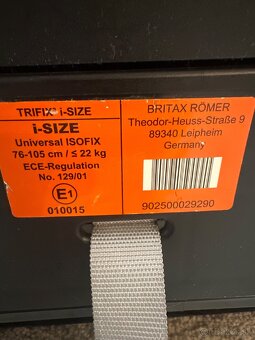 TRIFIX² i-SIZE
i-SIZE
Universal ISOFIX
76-105 cm / ≤ 22 kg
ECE-Regulation
No. 129/01
E1
010015
BRITAX RÖMER
Theodor-Heuss-Straße 9
89340 Leipheim
Germany
902500029290